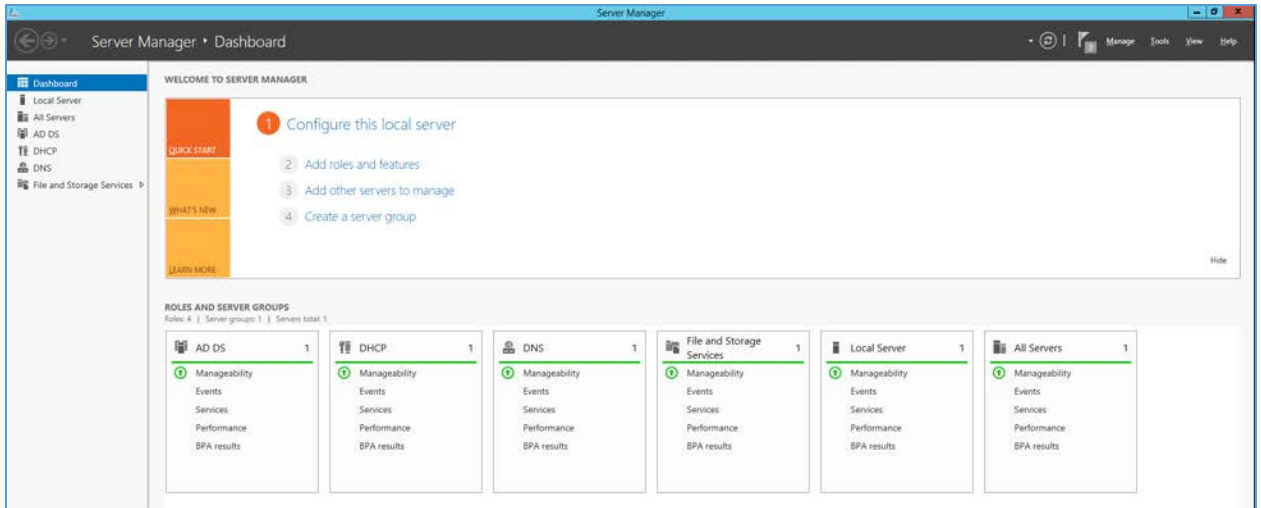 Server Manager
Server Manager ‣ Dashboard
Manage Tools View Help
Dashboard
Local Server
All Servers
AD DS
DHCP
DNS
File and Storage Services
WELCOME TO SERVER MANAGER
QUICK START
WHAT'S NEW
LEARN MORE
1 Configure this local server
2 Add roles and features
3 Add other servers to manage
4 Create a server group
Hide
ROLES AND SERVER GROUPS
Roles: 4 | Server groups: 1 | Servers total: 1
AD DS 1
Manageability
Events
Services
Performance
BPA results
DHCP 1
Manageability
Events
Services
Performance
BPA results
DNS 1
Manageability
Events
Services
Performance
BPA results
File and Storage
Services 1
Manageability
Events
Services
Performance
BPA results
Local Server 1
Manageability
Events
Services
Performance
BPA results
All Servers 1
Manageability
Events
Services
Performance
BPA results